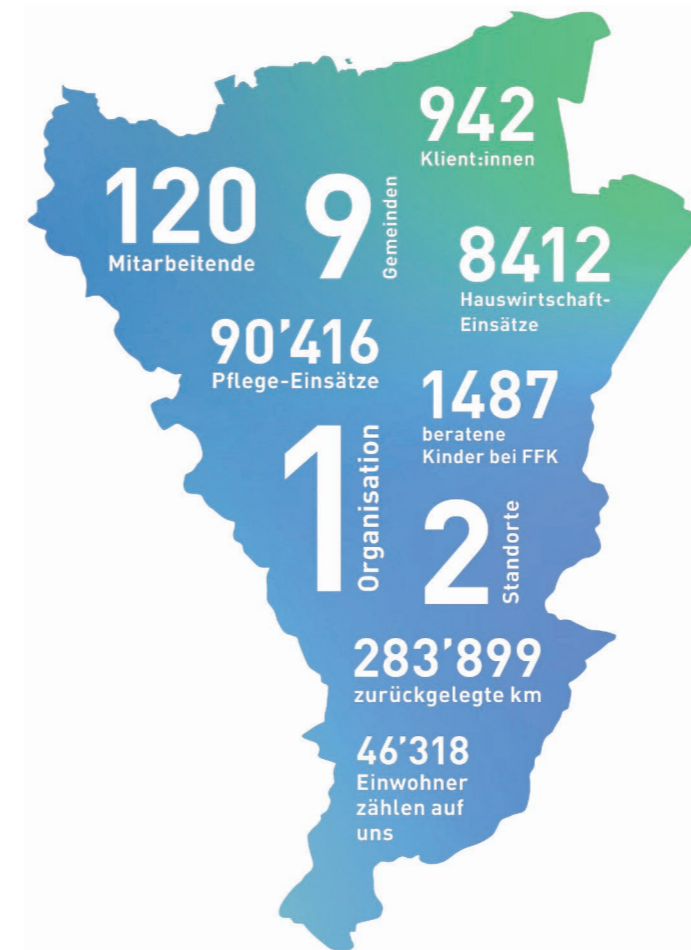 942
Klient:innen
120
Mitarbeitende
9
Gemeinden
8412
Hauswirtschaft-
Einsätze
90’416
Pflege-Einsätze
1487
beratene
Kinder bei FFK
1
Organisation
2
Standorte
283’899
zurückgelegte km
46’318
Einwohner
zählen auf
uns